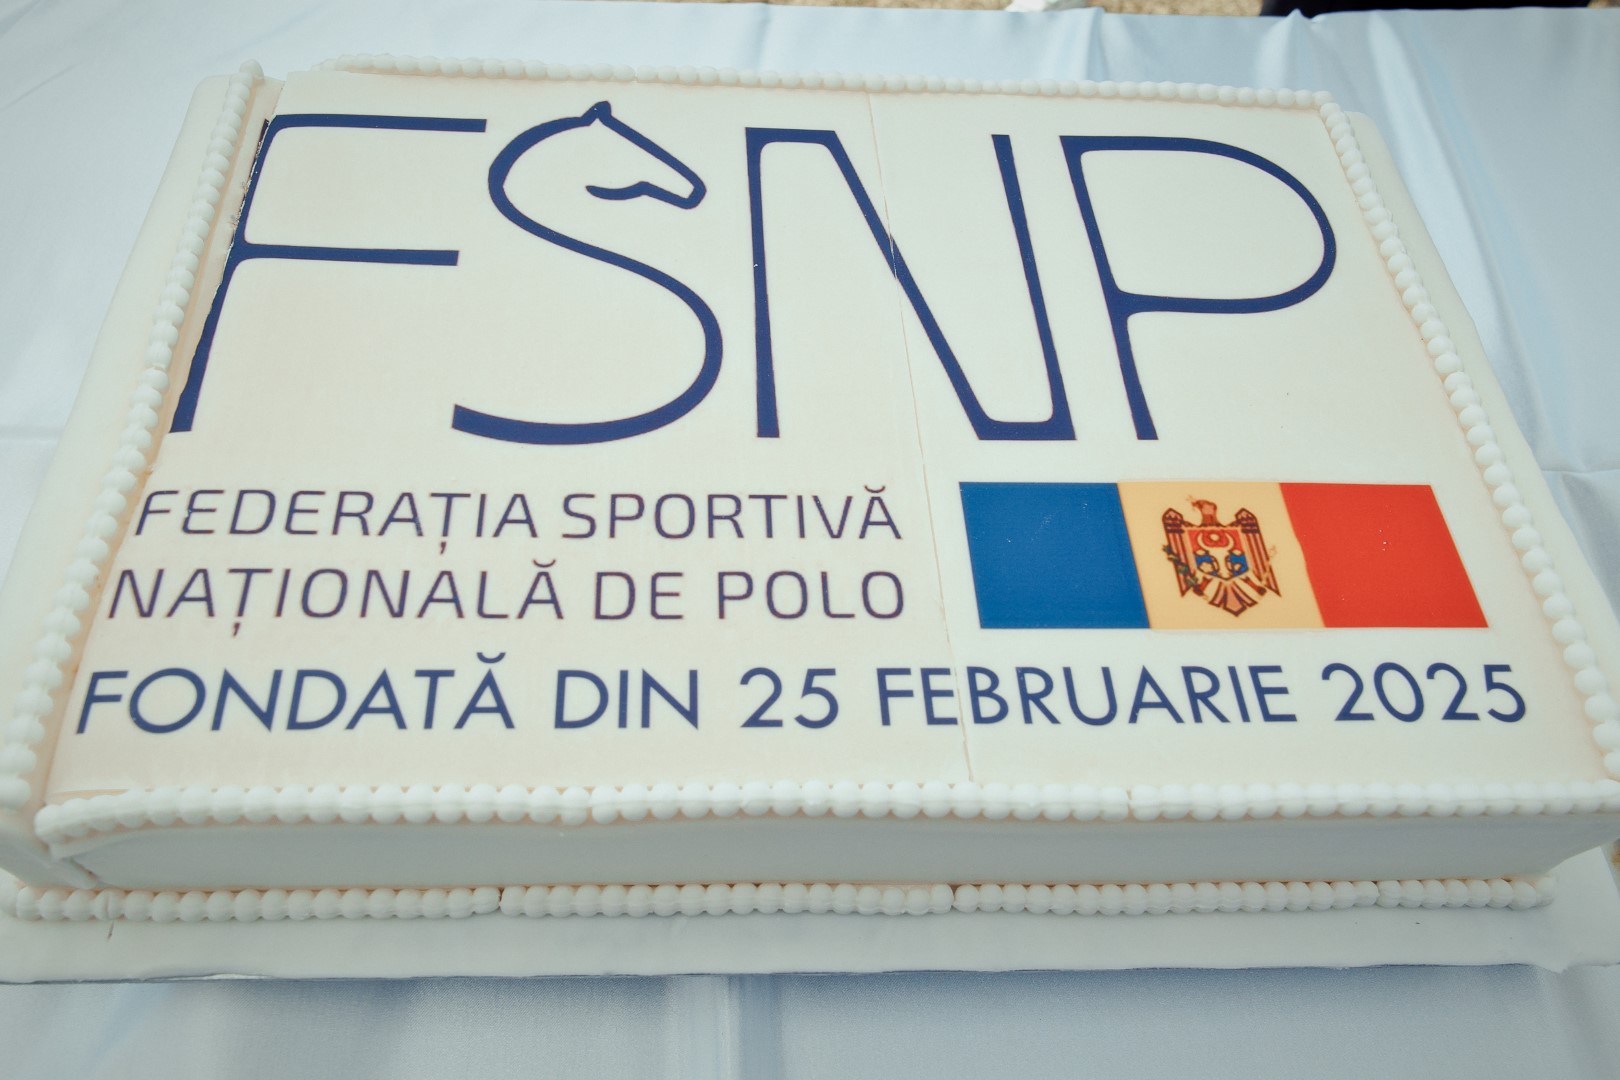 FSNP
FEDERAȚIA SPORTIVĂ
NAȚIONALĂ DE POLO
FONDATĂ DIN 25 FEBRUARIE 2025